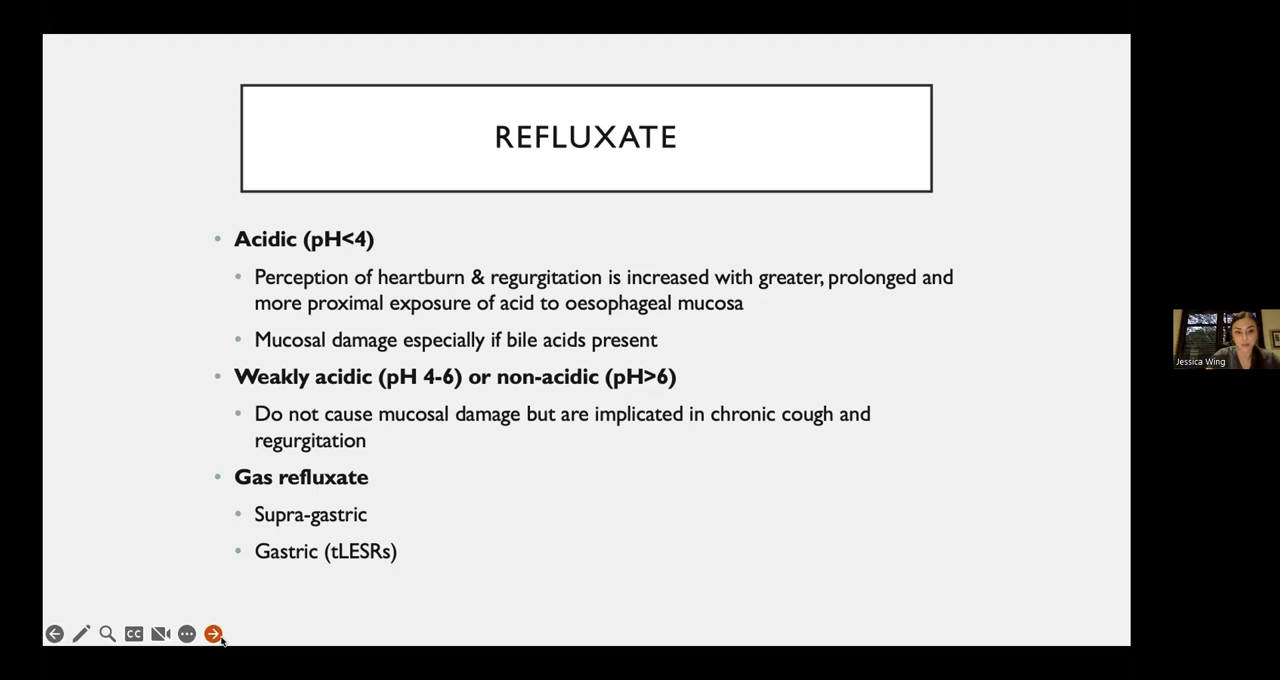 REFLUXATE
• Acidic (pH<4)
• Perception of heartburn & regurgitation is increased with greater, prolonged and
more proximal exposure of acid to oesophageal mucosa
• Mucosal damage especially if bile acids present
• Weakly acidic (pH 4-6) or non-acidic (pH>6)
• Do not cause mucosal damage but are implicated in chronic cough and
regurgitation
• Gas refluxate
• Supra-gastric
• Gastric (tLESRs)
CC
Jessica Wing